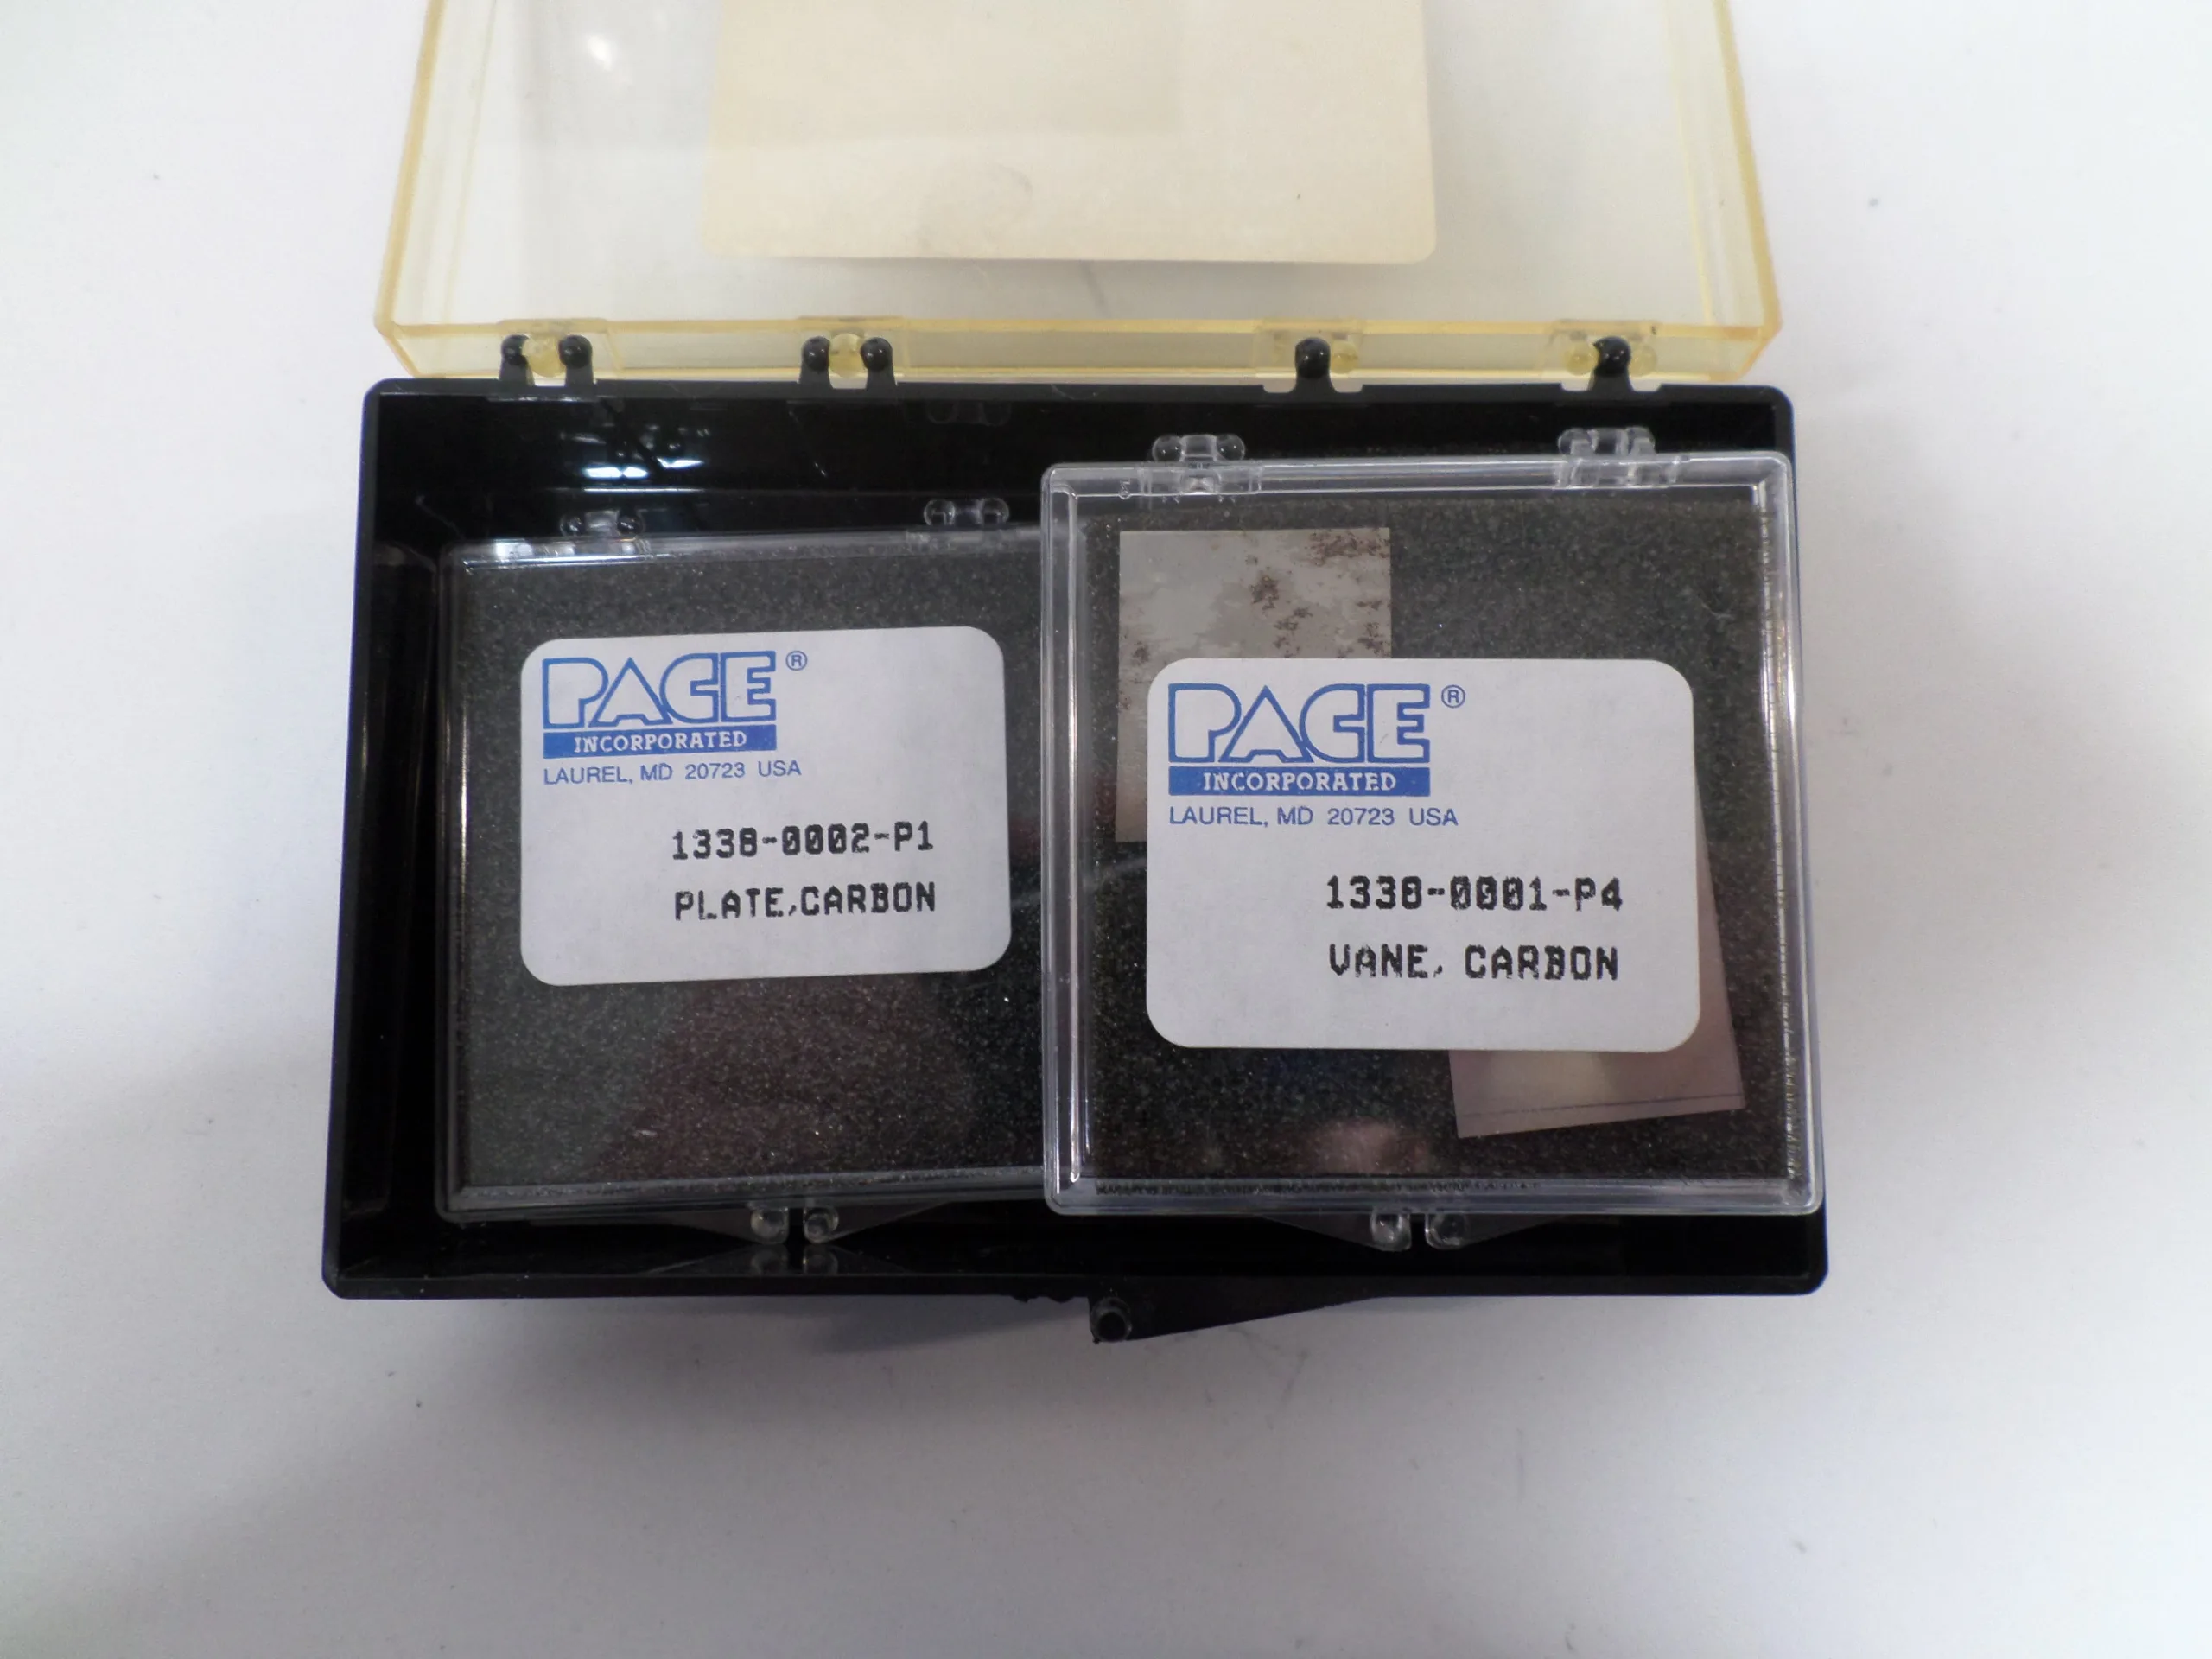 PACE ®
INCORPORATED
LAUREL, MD 20723 USA
1338-0002-P1
PLATE,CARBON
PACE ®
INCORPORATED
LAUREL, MD 20723 USA
1338-0001-P4
VANE, CARBON